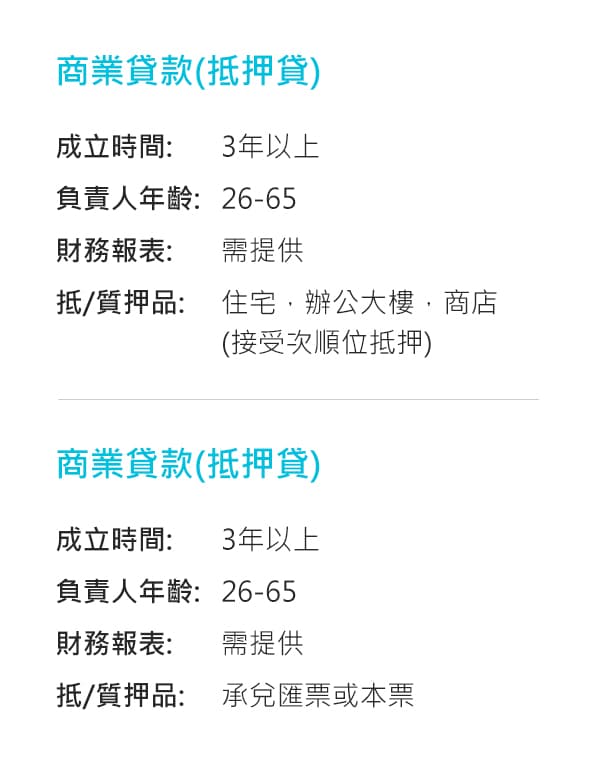 商業貸款(抵押貸)
成立時間: 3年以上
負責人年齡: 26-65
財務報表: 需提供
抵/質押品: 住宅，辦公大樓，商店
(接受次順位抵押)
商業貸款(抵押貸)
成立時間: 3年以上
負責人年齡: 26-65
財務報表: 需提供
抵/質押品: 承兌匯票或本票